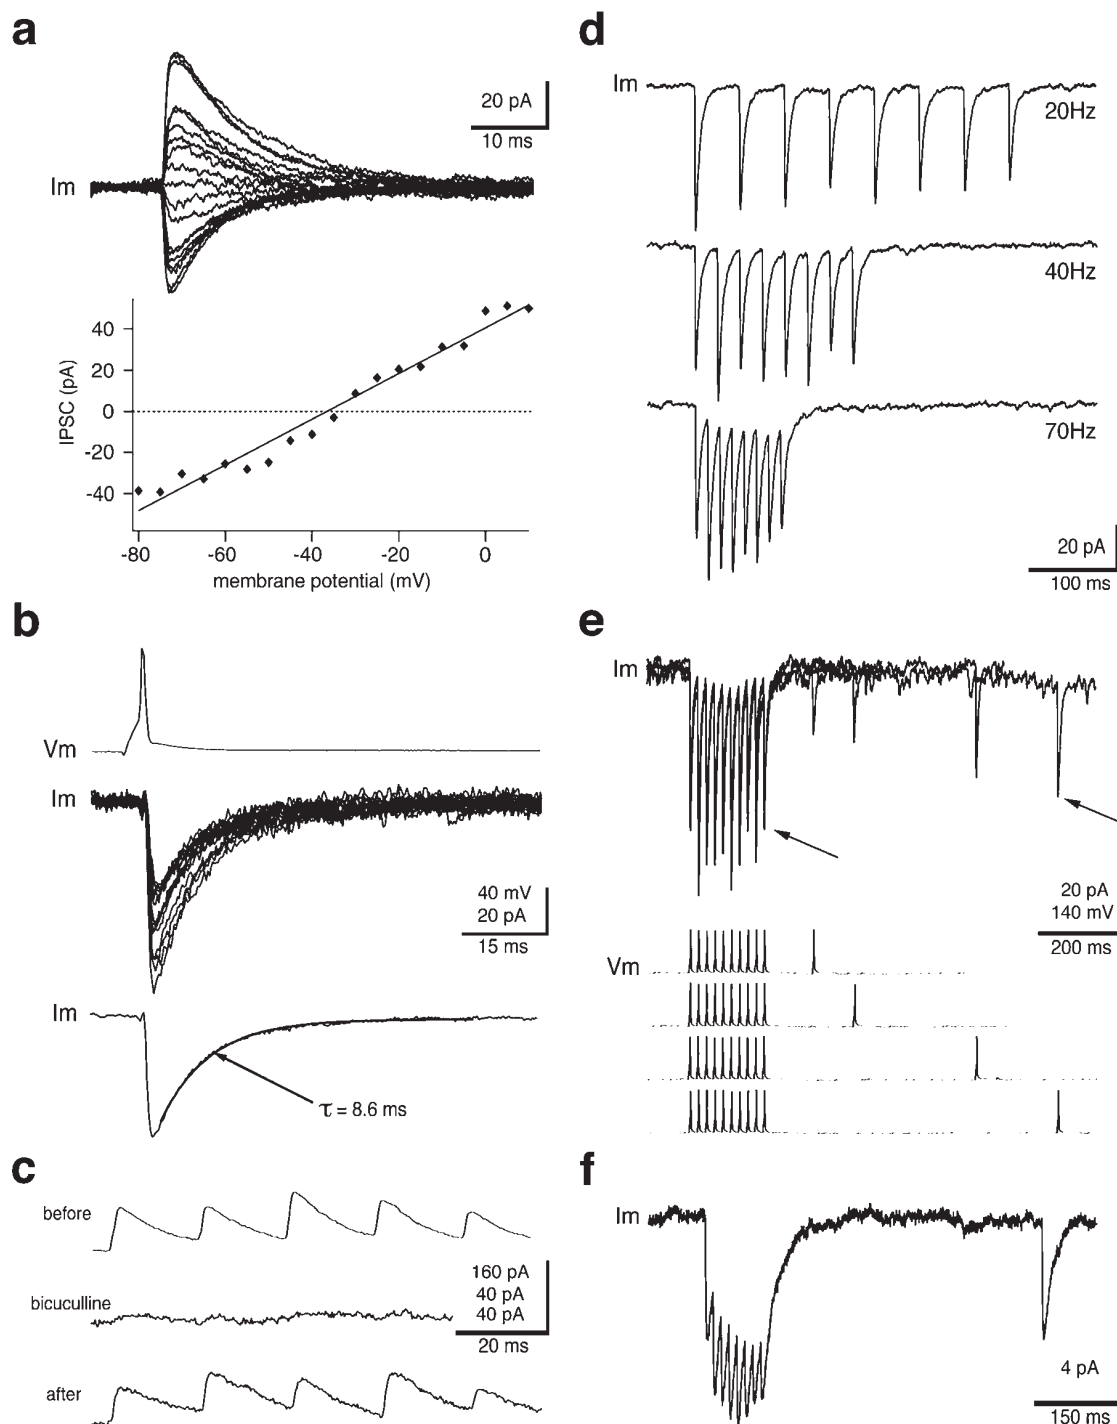 a
20 pA
10 ms
Im
IPSC (pA)
40
20
0
-20
-40
-80
-60
-40
-20
0
membrane potential (mV)
b
Vm
Im
40 mV
20 pA
15 ms
Im
τ = 8.6 ms
c
before
bicuculline
after
160 pA
40 pA
40 pA
20 ms
d
Im
20Hz
40Hz
70Hz
20 pA
100 ms
e
Im
20 pA
140 mV
200 ms
Vm
f
Im
4 pA
150 ms